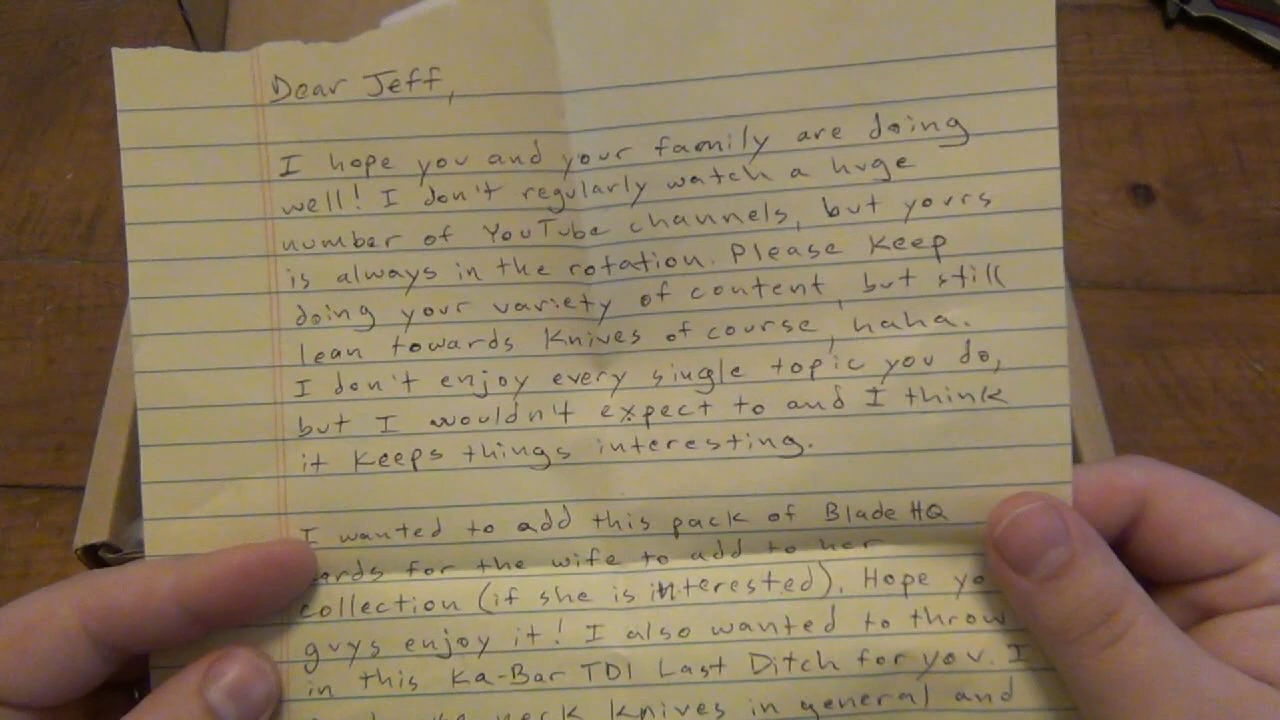 Dear Jeff,
I hope you and your family are doing
well! I don't regularly watch a huge
number of YouTube channels, but yours
is always in the rotation. Please keep
doing your variety of content, but still
lean towards knives of course, haha.
I don't enjoy every single topic you do,
but I wouldn't expect to and I think
it keeps things interesting.
I wanted to add this pack of Blade HQ
ards for the wife to add to her
collection (if she is interested). Hope yo
guys enjoy it! I also wanted to throw
in this Ka-Bar TDI Last Ditch for you. I
neck knives in general and